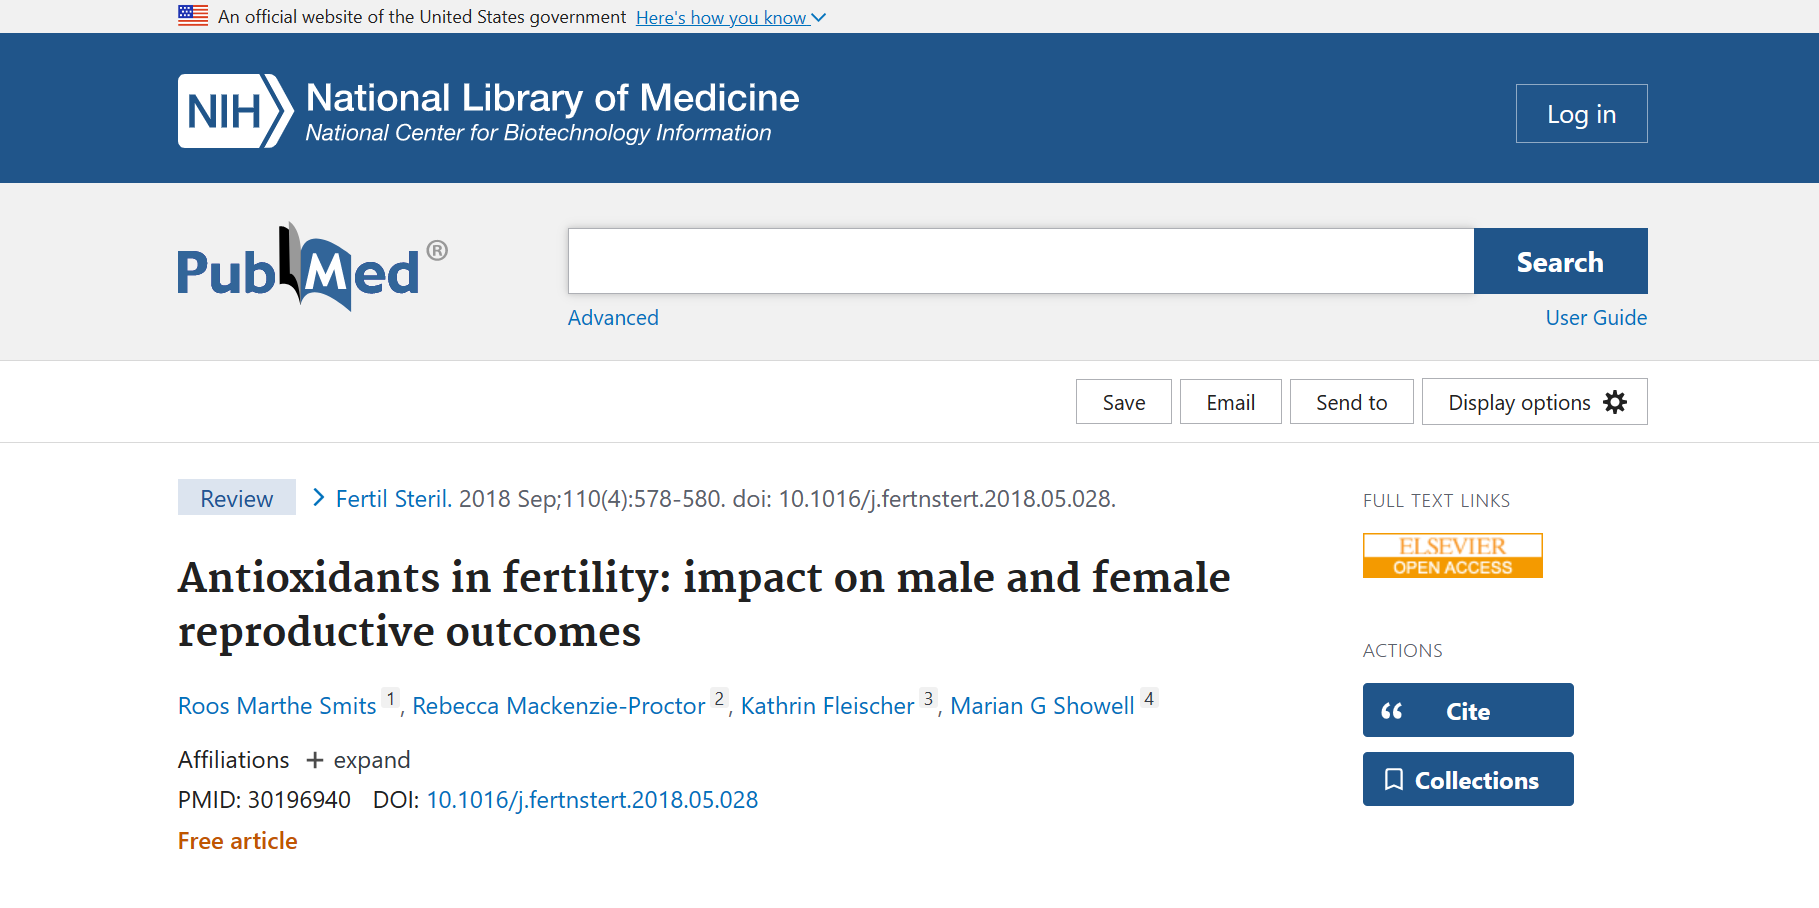 An official website of the United States government Here's how you know
NIH National Library of Medicine
National Center for Biotechnology Information
Log in
PubMed®
Search
Advanced
User Guide
Save
Email
Send to
Display options
Review
Fertil Steril. 2018 Sep;110(4):578-580. doi: 10.1016/j.fertnstert.2018.05.028.
Antioxidants in fertility: impact on male and female
reproductive outcomes
Roos Marthe Smits 1, Rebecca Mackenzie-Proctor 2, Kathrin Fleischer 3, Marian G Showell 4
Affiliations + expand
PMID: 30196940 DOI: 10.1016/j.fertnstert.2018.05.028
Free article
FULL TEXT LINKS
ELSEVIER
OPEN ACCESS
ACTIONS
Cite
Collections